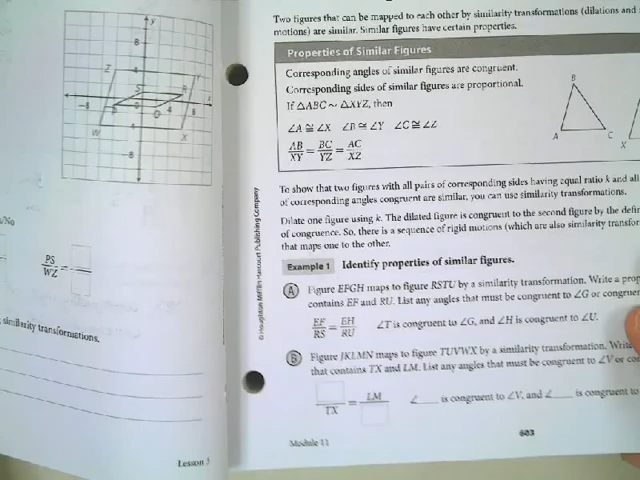 y
8
4
Z
Y
S
R
-8
P
0
4
x
Q
-4
W
X
-8
s/No
PS/WZ =
similarity transformations.
Lesson 3
© Houghton Mifflin Harcourt Publishing Company
Two figures that can be mapped to each other by similarity transformations (dilations and
motions) are similar. Similar figures have certain properties.
Properties of Similar Figures
Corresponding angles of similar figures are congruent.
Corresponding sides of similar figures are proportional.
If △ABC ~ △XYZ, then
∠A ≅ ∠X ∠B ≅ ∠Y ∠C ≅ ∠Z
AB/XY = BC/YZ = AC/XZ
B
A
C
X
To show that two figures with all pairs of corresponding sides having equal ratio k and all
of corresponding angles congruent are similar, you can use similarity transformations.
Dilate one figure using k. The dilated figure is congruent to the second figure by the
of congruence. So, there is a sequence of rigid motions (which are also similarity
that maps one to the other.
Example 1 Identify properties of similar figures.
A Figure EFGH maps to figure RSTU by a similarity transformation. Write a
contains EF and RU. List any angles that must be congruent to ∠G or
EF/RS = EH/RU ∠T is congruent to ∠G, and ∠H is congruent to ∠U.
B Figure JKLMN maps to figure TUVWX by a similarity transformation.
that contains TX and LM. List any angles that must be congruent to ∠V or
/TX = LM/ ∠___ is congruent to ∠V, and ∠___ is congruent to
Module 11
603